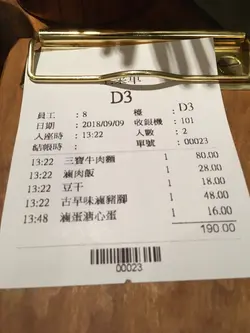 單
D3
員工： 8 檯： D3
日期：2018/09/09 收銀機：101
入座時：13:22 人數：2
結帳時： 單號：00023
13:22 三寶牛肉麵 1 80.00
13:22 滷肉飯 1 28.00
13:22 豆干 1 18.00
13:22 古早味滷豬腳 1 48.00
13:48 滷蛋溏心蛋 1 16.00
190.00
00023